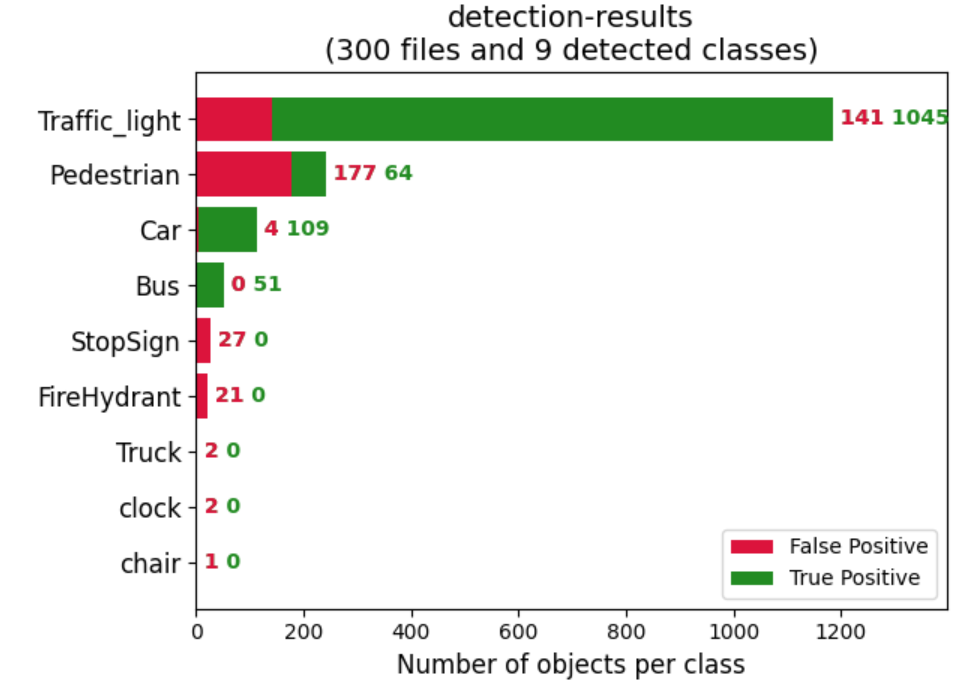 detection-results
(300 files and 9 detected classes)
Traffic_light 141 1045
Pedestrian 177 64
Car 4 109
Bus 0 51
StopSign 27 0
FireHydrant 21 0
Truck 2 0
clock 2 0
chair 1 0
False Positive
True Positive
0 200 400 600 800 1000 1200
Number of objects per class